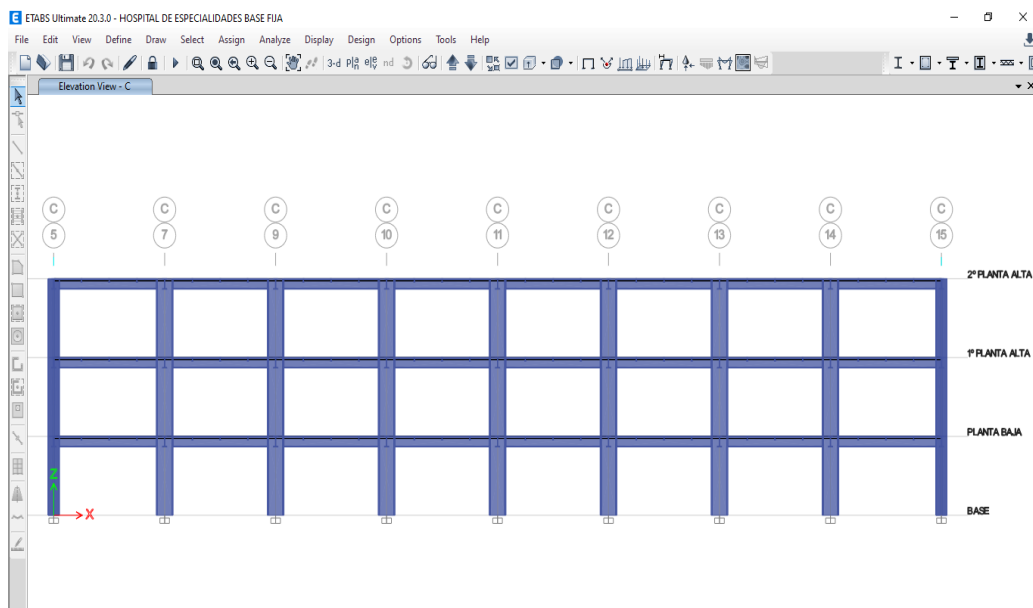 ETABS Ultimate 20.3.0 - HOSPITAL DE ESPECIALIDADES BASE FIJA
File Edit View Define Draw Select Assign Analyze Display Design Options Tools Help
3-d nd
Elevation View - C
C C C C C C C C C
5 7 9 10 11 12 13 14 15
2º PLANTA ALTA
1º PLANTA ALTA
PLANTA BAJA
Z
X
BASE